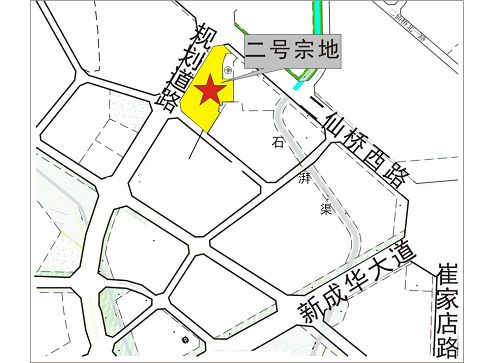 二号宗地
规划道路
二仙桥西路
石湃渠
新成华大道
崔家店路